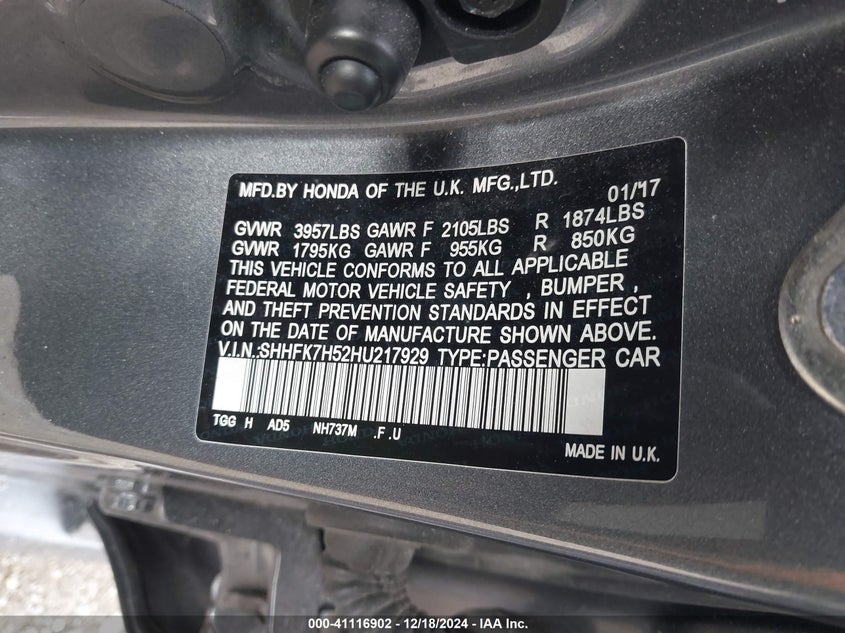 MFD.BY HONDA OF THE U.K. MFG.,LTD. 01/'17
GVWR 3957LBS GAWR F 2105LBS R 1874LBS
GVWR 1795KG GAWR F 955KG R 850KG
THIS VEHICLE CONFORMS TO ALL APPLICABLE
FEDERAL MOTOR VEHICLE SAFETY , BUMPER ,
AND THEFT PREVENTION STANDARDS IN EFFECT
ON THE DATE OF MANUFACTURE SHOWN ABOVE.
V.I.N.:SHHFK7H52HU217929 TYPE:PASSENGER CAR
TGG H AD5 NH737M .F .U
MADE IN U.K.
000-41116902 - 12/18/2024 - IAA Inc.